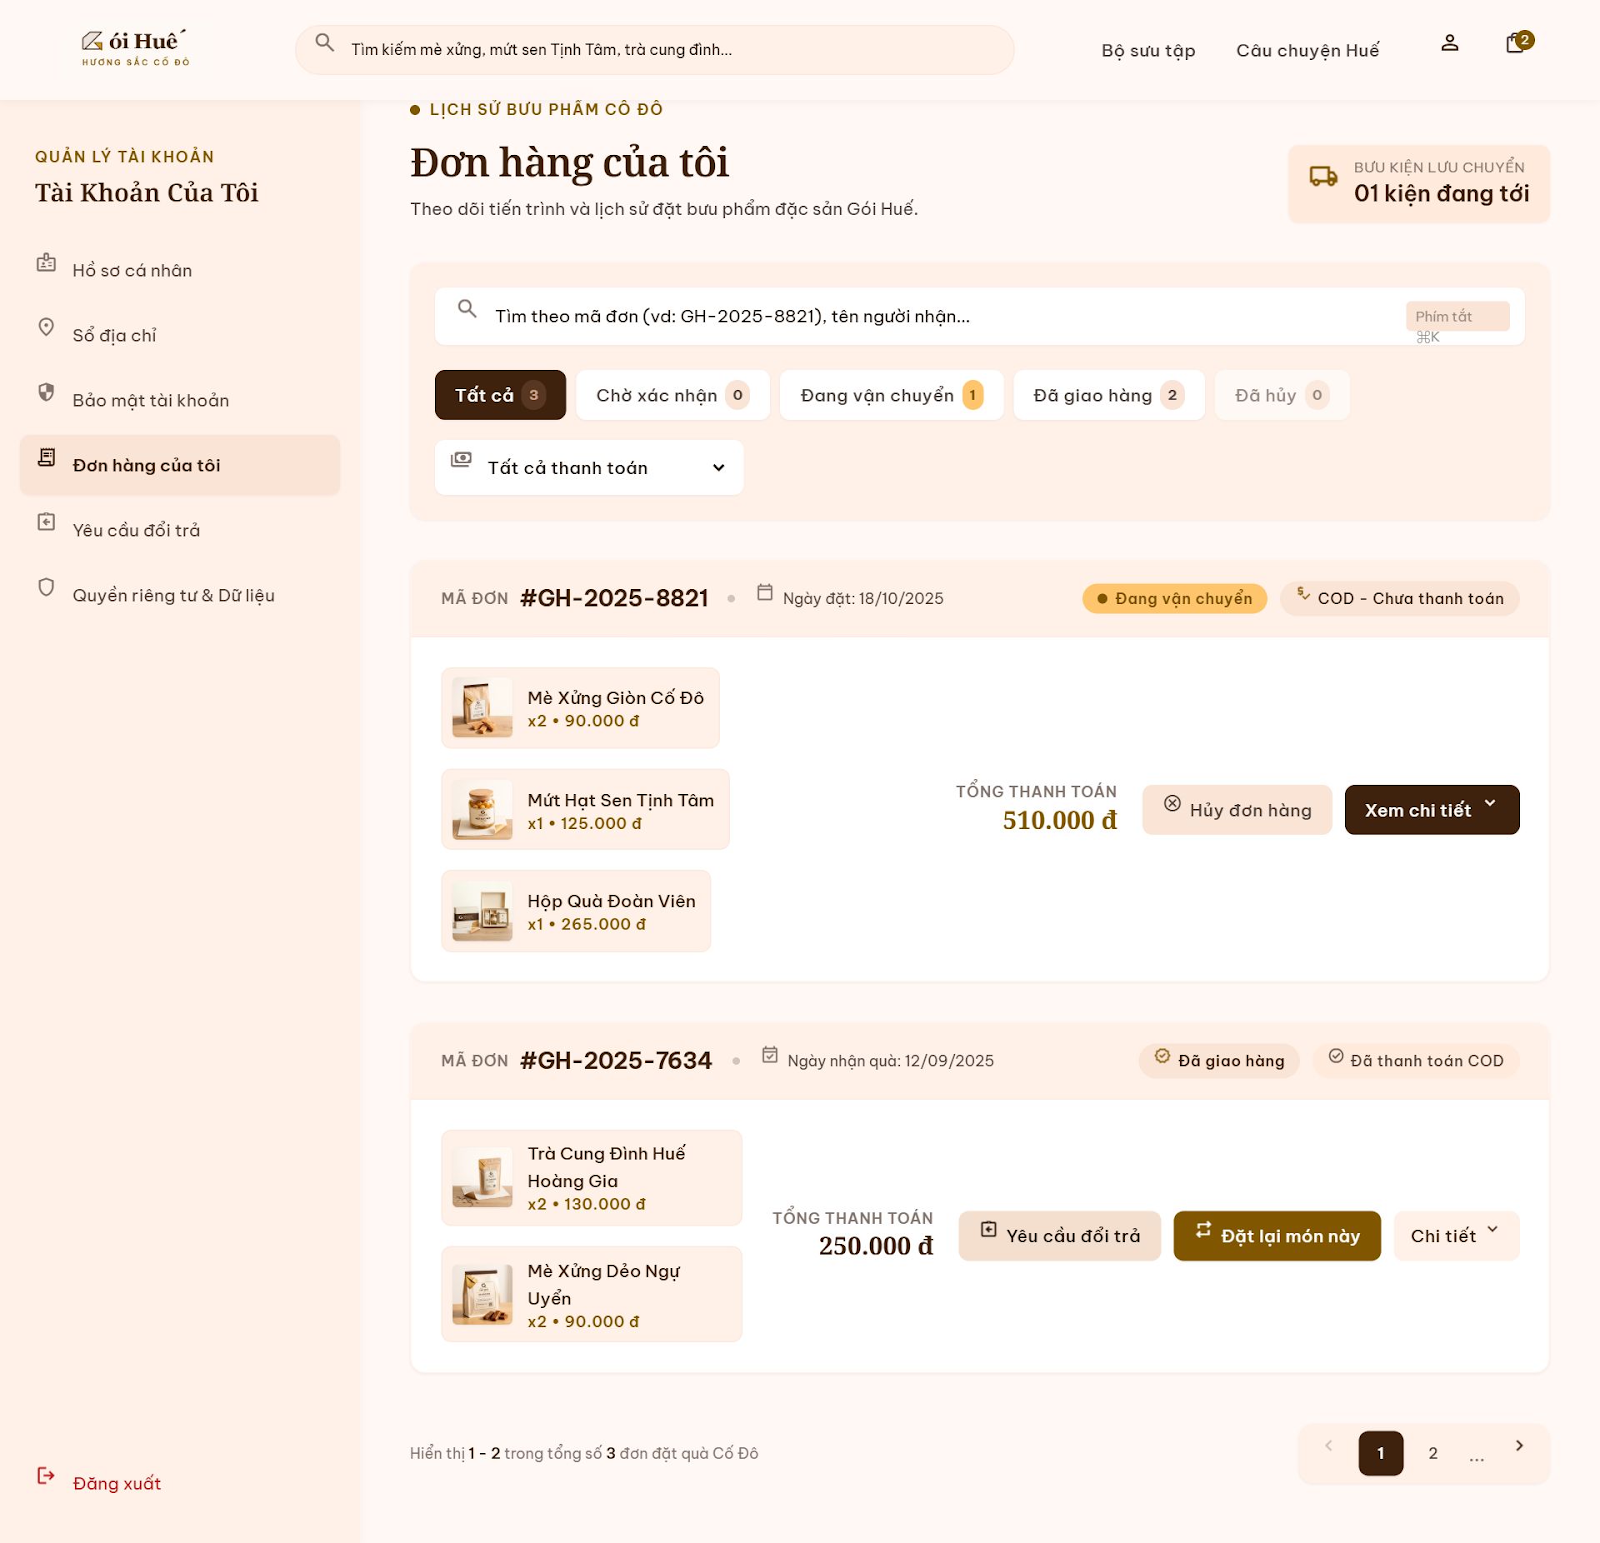 ói Huế
HƯƠNG SẮC CỐ ĐÔ
Tìm kiếm mè xửng, mứt sen Tịnh Tâm, trà cung đình...
Bộ sưu tập
Câu chuyện Huế
2
QUẢN LÝ TÀI KHOẢN
Tài Khoản Của Tôi
Hồ sơ cá nhân
Sổ địa chỉ
Bảo mật tài khoản
Đơn hàng của tôi
Yêu cầu đổi trả
Quyền riêng tư & Dữ liệu
Đăng xuất
LỊCH SỬ BƯU PHẨM CỐ ĐÔ
Đơn hàng của tôi
Theo dõi tiến trình và lịch sử đặt bưu phẩm đặc sản Gói Huế.
BƯU KIỆN LƯU CHUYỂN
01 kiện đang tới
Tìm theo mã đơn (vd: GH-2025-8821), tên người nhận...
Phím tắt
⌘K
Tất cả 3
Chờ xác nhận 0
Đang vận chuyển 1
Đã giao hàng 2
Đã hủy 0
Tất cả thanh toán
MÃ ĐƠN #GH-2025-8821 • Ngày đặt: 18/10/2025
Đang vận chuyển
COD - Chưa thanh toán
Mè Xửng Giòn Cố Đô
x2 • 90.000 đ
Mứt Hạt Sen Tịnh Tâm
x1 • 125.000 đ
Hộp Quà Đoàn Viên
x1 • 265.000 đ
TỔNG THANH TOÁN
510.000 đ
Hủy đơn hàng
Xem chi tiết
MÃ ĐƠN #GH-2025-7634 • Ngày nhận quà: 12/09/2025
Đã giao hàng
Đã thanh toán COD
Trà Cung Đình Huế
Hoàng Gia
x2 • 130.000 đ
Mè Xửng Dẻo Ngự
Uyển
x2 • 90.000 đ
TỔNG THANH TOÁN
250.000 đ
Yêu cầu đổi trả
Đặt lại món này
Chi tiết
Hiển thị 1 - 2 trong tổng số 3 đơn đặt quà Cố Đô
1 2 ...